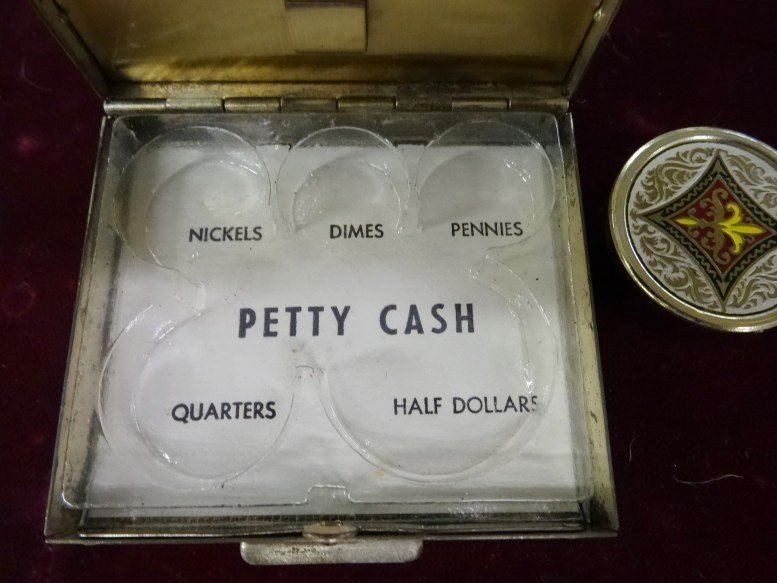 NICKELS DIMES PENNIES
PETTY CASH
QUARTERS HALF DOLLARS